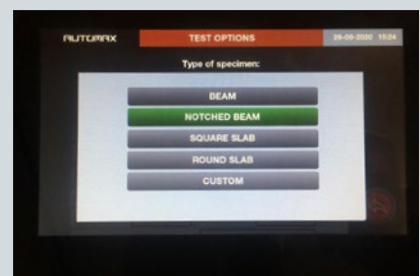 AUTOMAX TEST OPTIONS 29-09-2020 15:24
Type of specimen:
BEAM
NOTCHED BEAM
SQUARE SLAB
ROUND SLAB
CUSTOM